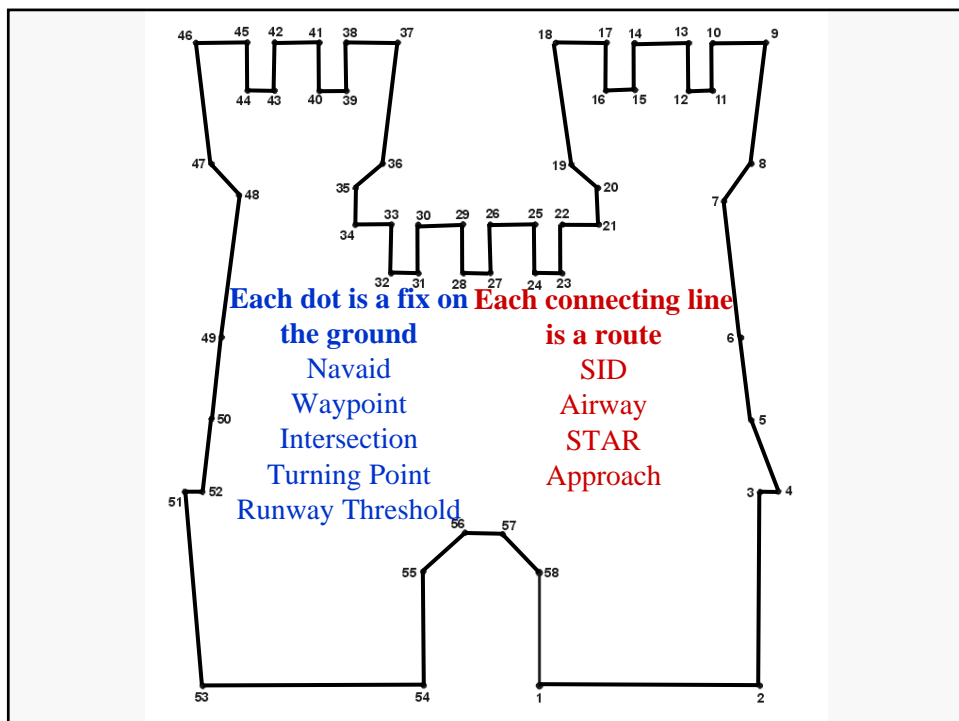 46 45 42 41 38 37 18 17 14 13 10 9
44 43 40 39 16 15 12 11
47 36 19 8
48 35 20 7
34 33 30 29 26 25 22 21
32 31 28 27 24 23
Each dot is a fix on
the ground
Navaid
Waypoint
Intersection
Turning Point
Runway Threshold
Each connecting line
is a route
SID
Airway
STAR
Approach
49 6
50 5
51 52 3 4
56 57
55 58
53 54 1 2